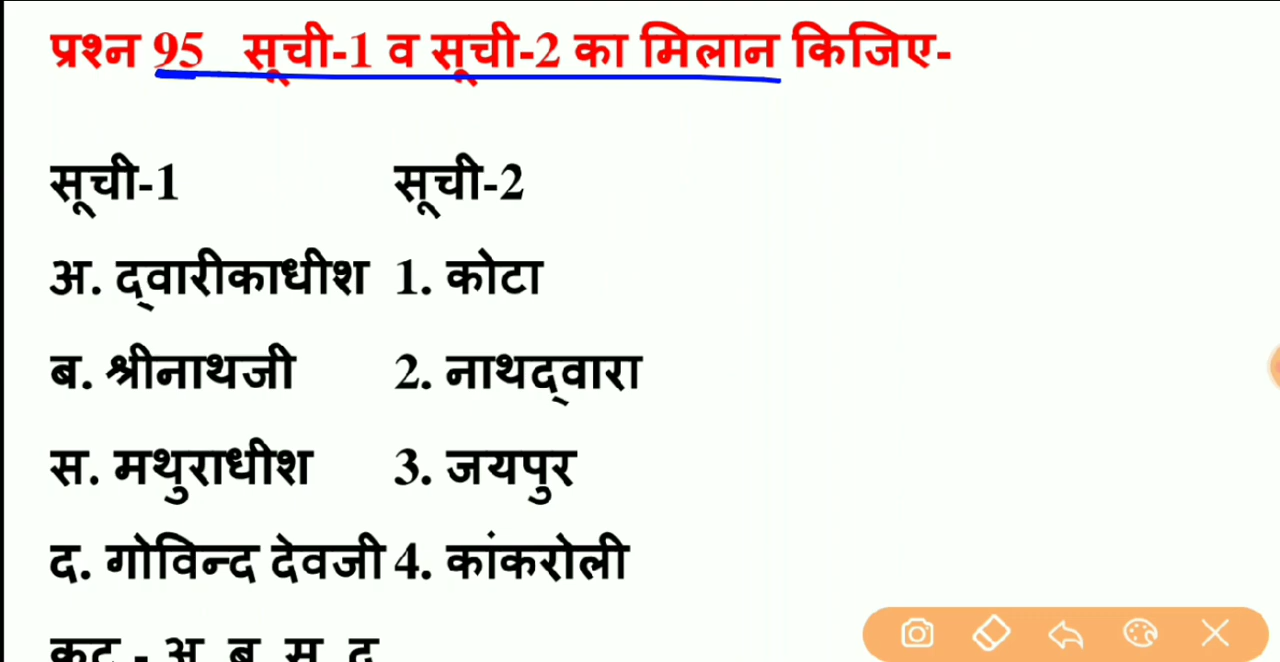 प्रश्न 95 सूची-1 व सूची-2 का मिलान किजिए-
सूची-1 सूची-2
अ. द्वारीकाधीश 1. कोटा
ब. श्रीनाथजी 2. नाथद्वारा
स. मथुराधीश 3. जयपुर
द. गोविन्द देवजी 4. कांकरोली
कूट - अ ब स द